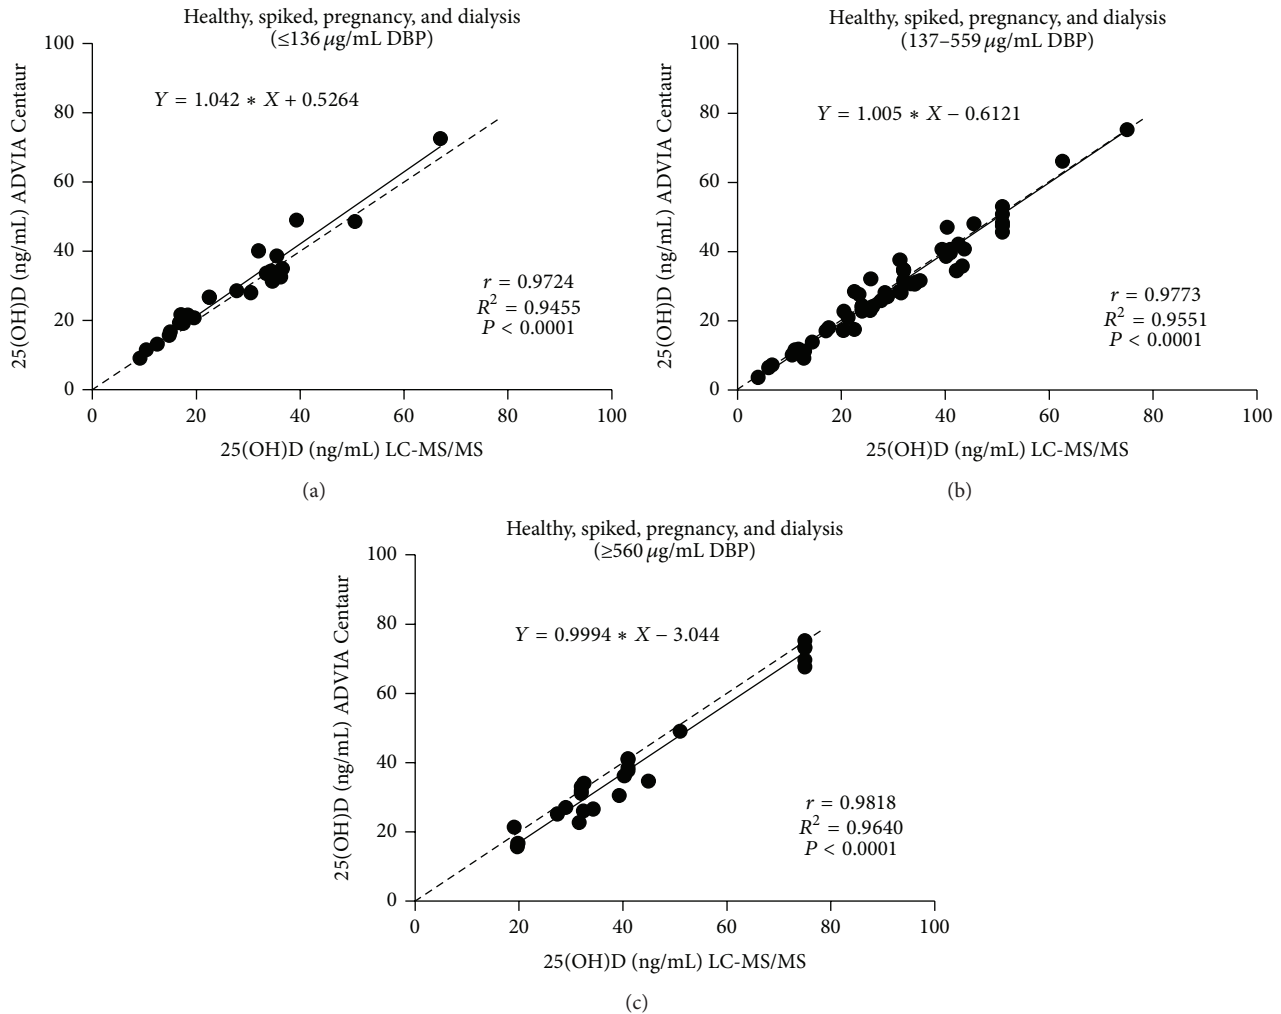 Healthy, spiked, pregnancy, and dialysis
(≤136 μg/mL DBP)
100
80
60
40
20
0
25(OH)D (ng/mL) ADVIA Centaur
Y = 1.042 ∗ X + 0.5264
r = 0.9724
R² = 0.9455
P < 0.0001
0 20 40 60 80 100
25(OH)D (ng/mL) LC-MS/MS
(a)
Healthy, spiked, pregnancy, and dialysis
(137–559 μg/mL DBP)
100
80
60
40
20
0
25(OH)D (ng/mL) ADVIA Centaur
Y = 1.005 ∗ X − 0.6121
r = 0.9773
R² = 0.9551
P < 0.0001
0 20 40 60 80 100
25(OH)D (ng/mL) LC-MS/MS
(b)
Healthy, spiked, pregnancy, and dialysis
(≥560 μg/mL DBP)
100
80
60
40
20
0
25(OH)D (ng/mL) ADVIA Centaur
Y = 0.9994 ∗ X − 3.044
r = 0.9818
R² = 0.9640
P < 0.0001
0 20 40 60 80 100
25(OH)D (ng/mL) LC-MS/MS
(c)